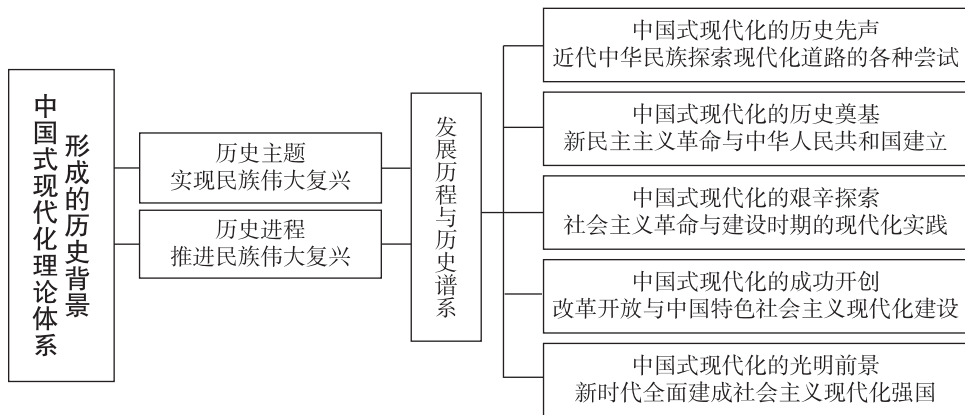 中国式现代化理论体系
形成的历史背景
历史主题
实现民族伟大复兴
历史进程
推进民族伟大复兴
发展历程与历史谱系
中国式现代化的历史先声
近代中华民族探索现代化道路的各种尝试
中国式现代化的历史奠基
新民主主义革命与中华人民共和国建立
中国式现代化的艰辛探索
社会主义革命与建设时期的现代化实践
中国式现代化的成功开创
改革开放与中国特色社会主义现代化建设
中国式现代化的光明前景
新时代全面建成社会主义现代化强国